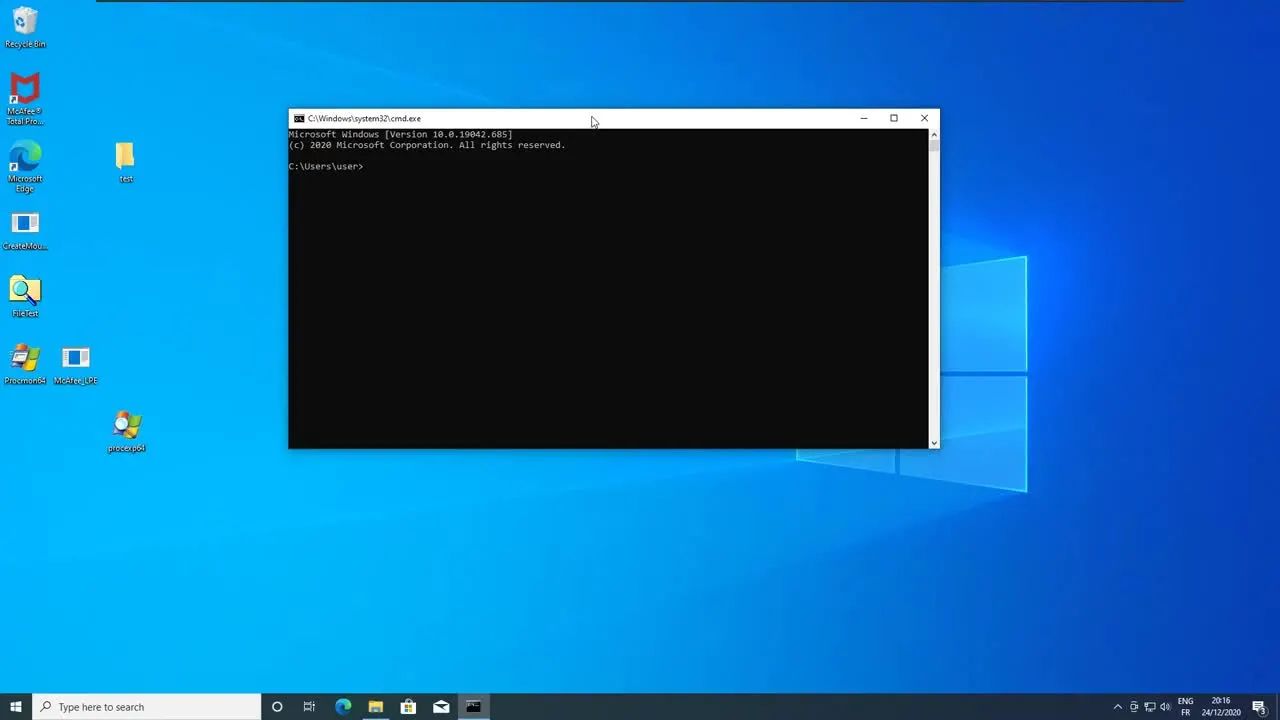 Recycle Bin
McAfee®
Total Pro...
Microsoft
Edge
test
CreateMou...
FileTest
Procmon64
McAfee_LPE
procexp64
C:\Windows\system32\cmd.exe
Microsoft Windows [Version 10.0.19042.685]
(c) 2020 Microsoft Corporation. All rights reserved.
C:\Users\user>
Type here to search
ENG
FR
20:16
24/12/2020